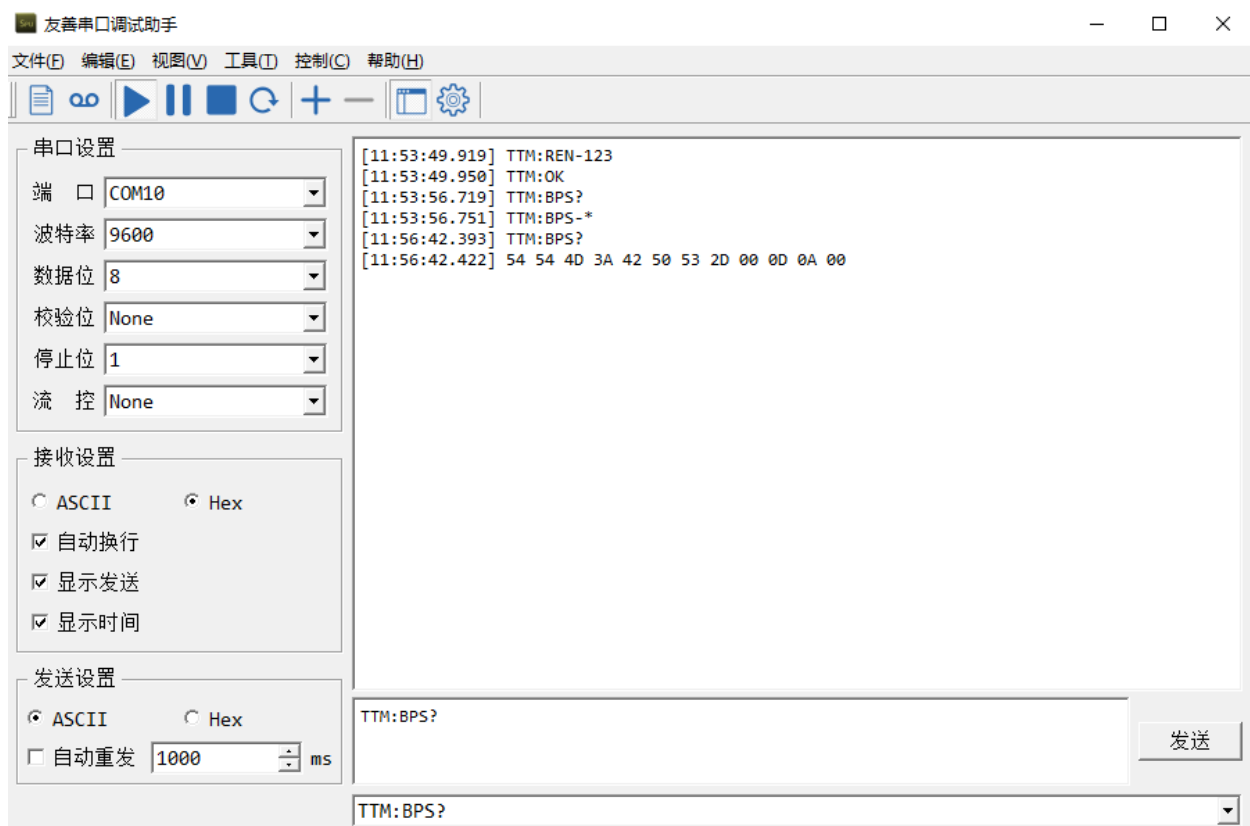 友善串口调试助手
文件(F) 编辑(E) 视图(V) 工具(T) 控制(C) 帮助(H)
串口设置
端 口 COM10
波特率 9600
数据位 8
校验位 None
停止位 1
流 控 None
接收设置
ASCII Hex
自动换行
显示发送
显示时间
发送设置
ASCII Hex
自动重发 1000 ms
[11:53:49.919] TTM:REN-123
[11:53:49.950] TTM:OK
[11:53:56.719] TTM:BPS?
[11:53:56.751] TTM:BPS-*
[11:56:42.393] TTM:BPS?
[11:56:42.422] 54 54 4D 3A 42 50 53 2D 00 0D 0A 00
TTM:BPS?
发送
TTM:BPS?